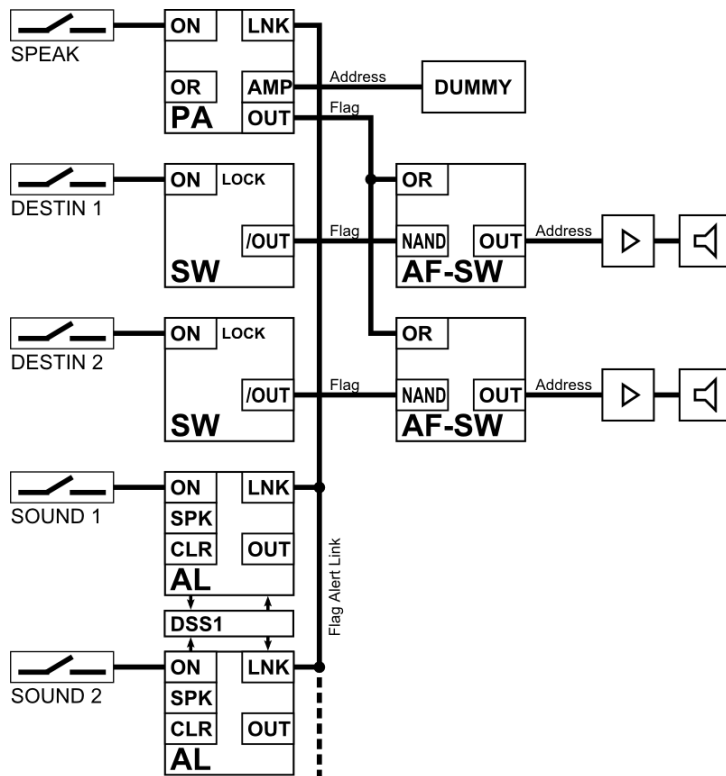 ON LNK
SPEAK
OR AMP Address DUMMY
PA OUT Flag
ON LOCK OR
DESTIN 1
/OUT Flag NAND OUT Address
SW AF-SW
ON LOCK OR
DESTIN 2
/OUT Flag NAND OUT Address
SW AF-SW
ON LNK
SOUND 1
SPK
CLR OUT
AL
Flag Alert Link
DSS1
ON LNK
SOUND 2
SPK
CLR OUT
AL